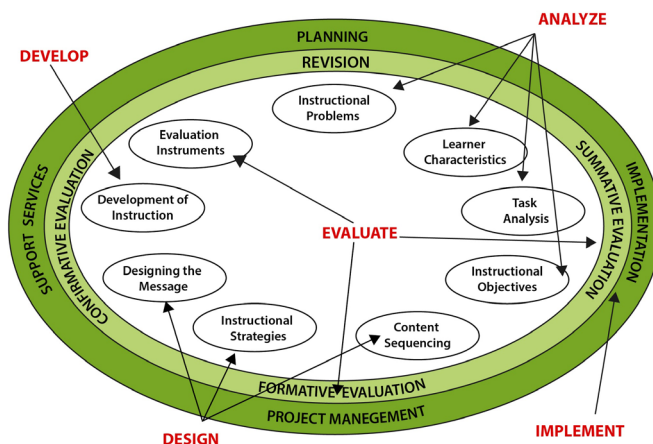 ANALYZE
PLANNING
DEVELOP
REVISION
Instructional
Problems
Evaluation
Instruments
Learner
Characteristics
SUPPORT SERVICES
CONFIRMATIVE EVALUATION
SUMMATIVE EVALUATION
IMPLEMENTATION
Development of
Instruction
Task
Analysis
EVALUATE
Designing the
Message
Instructional
Objectives
Instructional
Strategies
Content
Sequencing
FORMATIVE EVALUATION
PROJECT MANEGEMENT
DESIGN
IMPLEMENT